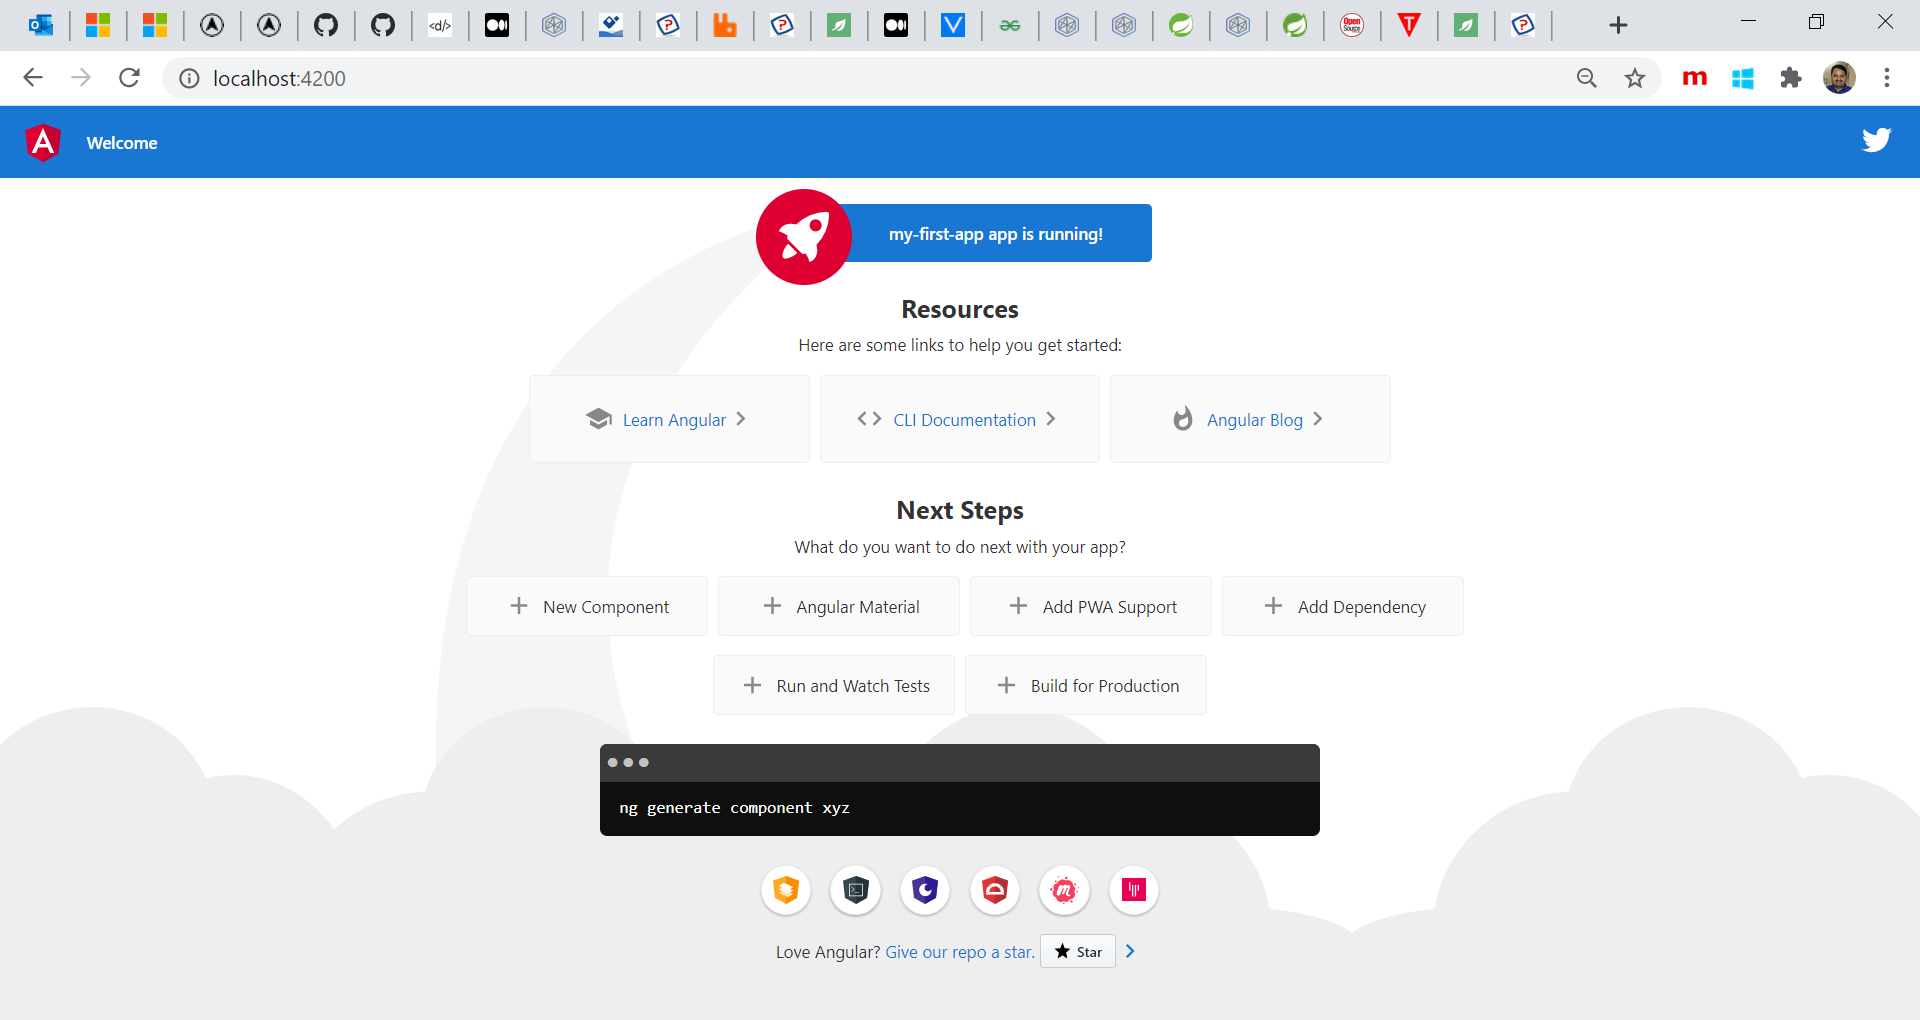 localhost:4200
Welcome
my-first-app app is running!
Resources
Here are some links to help you get started:
Learn Angular
CLI Documentation
Angular Blog
Next Steps
What do you want to do next with your app?
New Component
Angular Material
Add PWA Support
Add Dependency
Run and Watch Tests
Build for Production
ng generate component xyz
Love Angular? Give our repo a star. Star